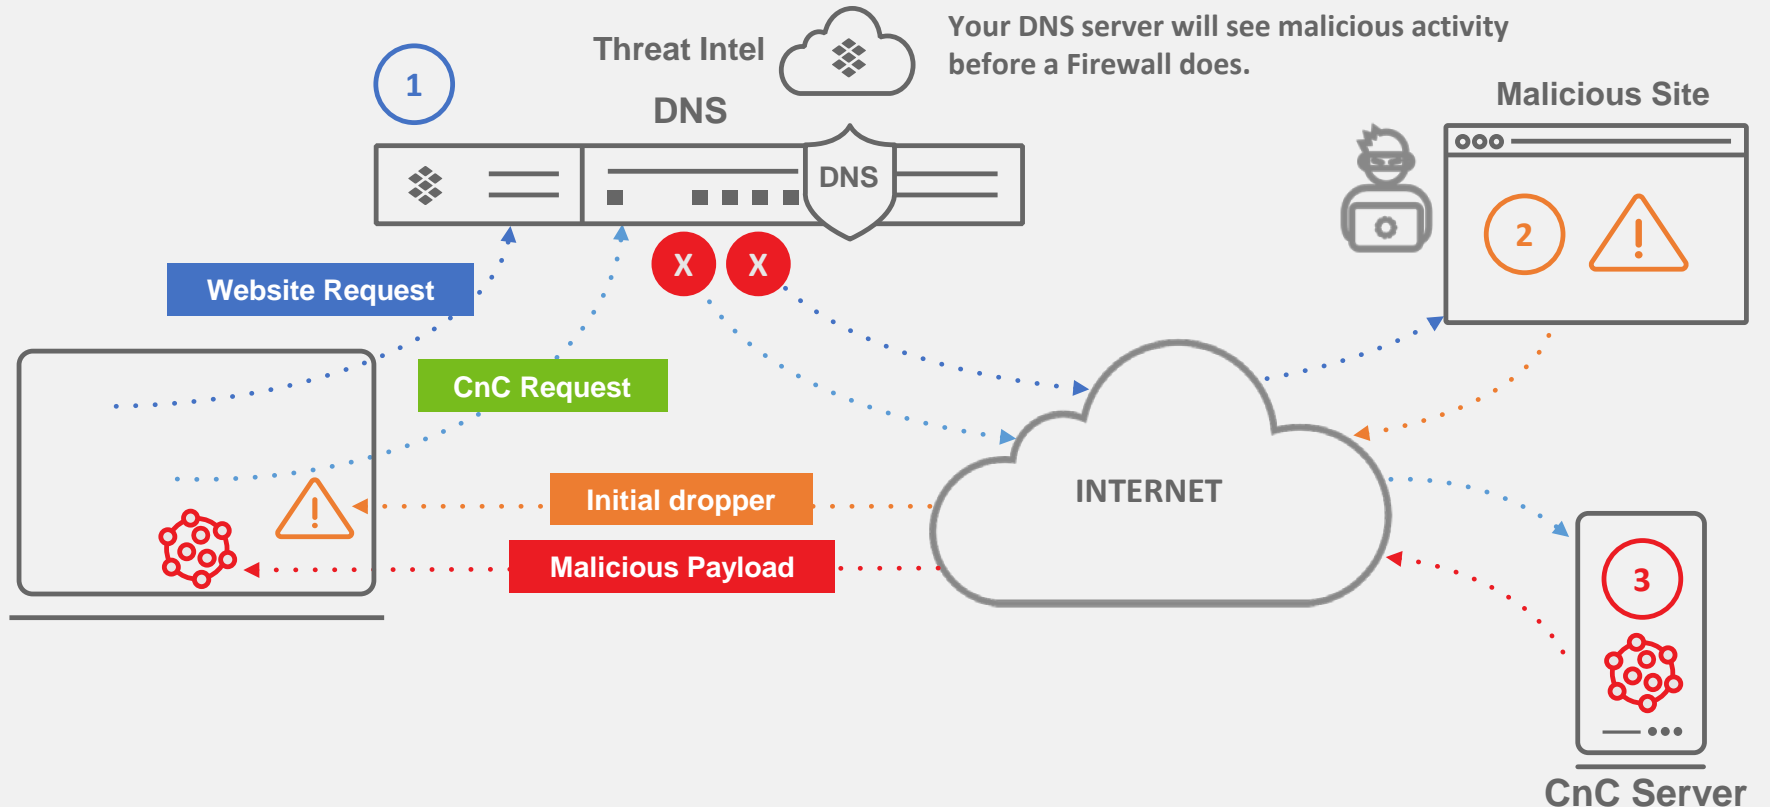 Threat Intel
Your DNS server will see malicious activity
before a Firewall does.
1
DNS
Malicious Site
DNS
2
X X
Website Request
CnC Request
Initial dropper
INTERNET
Malicious Payload
3
CnC Server